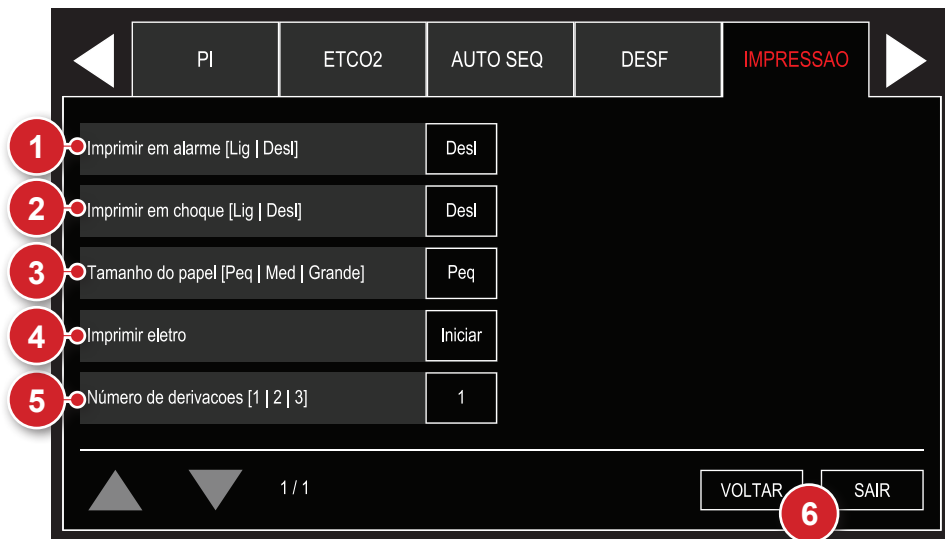 PI ETCO2 AUTO SEQ DESF IMPRESSAO
1 Imprimir em alarme [Lig | Desl] Desl
2 Imprimir em choque [Lig | Desl] Desl
3 Tamanho do papel [Peq | Med | Grande] Peq
4 Imprimir eletro Iniciar
5 Número de derivacoes [1 | 2 | 3] 1
1 / 1 VOLTAR SAIR
6